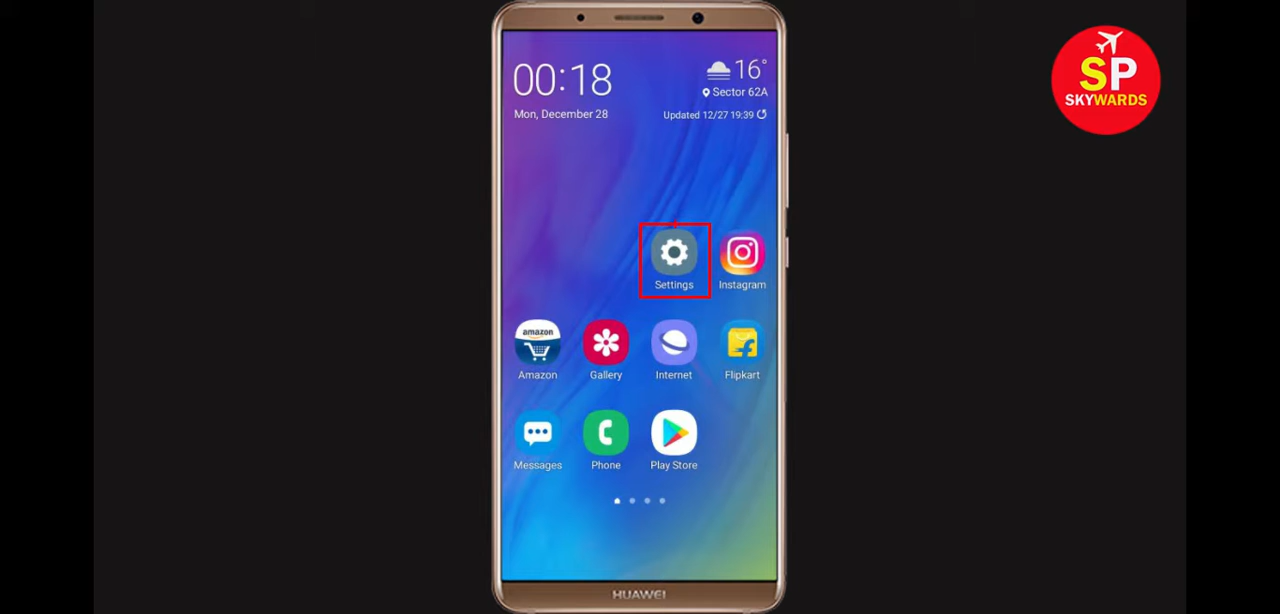 00:18
16°
Sector 62A
Mon, December 28
Updated 12/27 19:39
SP
SKYWARDS
Settings
Instagram
amazon
Amazon
Gallery
Internet
Flipkart
Messages
Phone
Play Store
HUAWEI